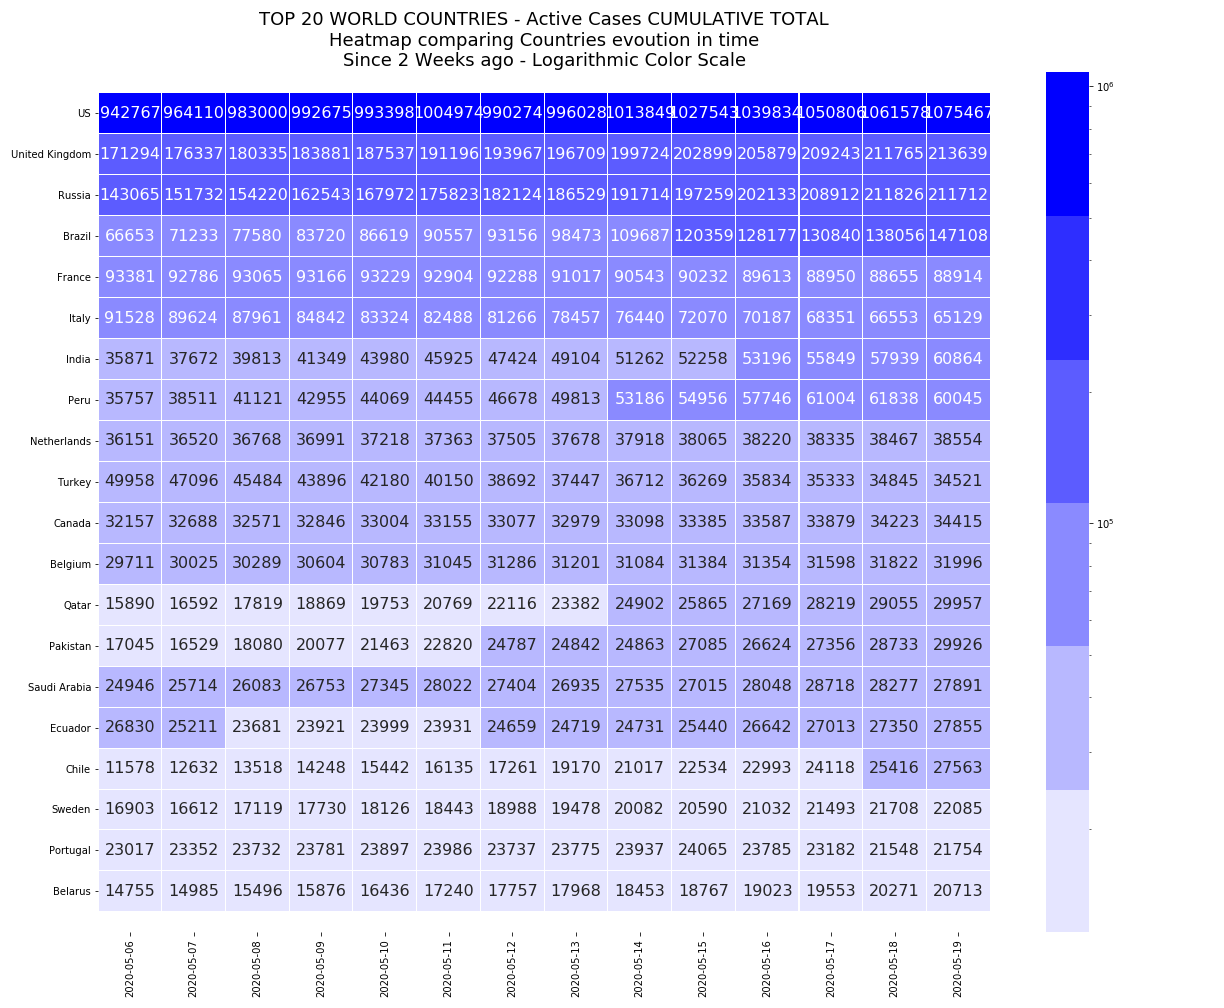 TOP 20 WORLD COUNTRIES - Active Cases CUMULATIVE TOTAL
Heatmap comparing Countries evoution in time
Since 2 Weeks ago - Logarithmic Color Scale
US 942767 964110 983000 992675 993398 1004974 990274 996028 1013849 1027543 1039834 1050806 1061578 1075467
United Kingdom 171294 176337 180335 183881 187537 191196 193967 196709 199724 202899 205879 209243 211765 213639
Russia 143065 151732 154220 162543 167972 175823 182124 186529 191714 197259 202133 208912 211826 211712
Brazil 66653 71233 77580 83720 86619 90557 93156 98473 109687 120359 128177 130840 138056 147108
France 93381 92786 93065 93166 93229 92904 92288 91017 90543 90232 89613 88950 88655 88914
Italy 91528 89624 87961 84842 83324 82488 81266 78457 76440 72070 70187 68351 66553 65129
India 35871 37672 39813 41349 43980 45925 47424 49104 51262 52258 53196 55849 57939 60864
Peru 35757 38511 41121 42955 44069 44455 46678 49813 53186 54956 57746 61004 61838 60045
Netherlands 36151 36520 36768 36991 37218 37363 37505 37678 37918 38065 38220 38335 38467 38554
Turkey 49958 47096 45484 43896 42180 40150 38692 37447 36712 36269 35834 35333 34845 34521
Canada 32157 32688 32571 32846 33004 33155 33077 32979 33098 33385 33587 33879 34223 34415
Belgium 29711 30025 30289 30604 30783 31045 31286 31201 31084 31384 31354 31598 31822 31996
Qatar 15890 16592 17819 18869 19753 20769 22116 23382 24902 25865 27169 28219 29055 29957
Pakistan 17045 16529 18080 20077 21463 22820 24787 24842 24863 27085 26624 27356 28733 29926
Saudi Arabia 24946 25714 26083 26753 27345 28022 27404 26935 27535 27015 28048 28718 28277 27891
Ecuador 26830 25211 23681 23921 23999 23931 24659 24719 24731 25440 26642 27013 27350 27855
Chile 11578 12632 13518 14248 15442 16135 17261 19170 21017 22534 22993 24118 25416 27563
Sweden 16903 16612 17119 17730 18126 18443 18988 19478 20082 20590 21032 21493 21708 22085
Portugal 23017 23352 23732 23781 23897 23986 23737 23775 23937 24065 23785 23182 21548 21754
Belarus 14755 14985 15496 15876 16436 17240 17757 17968 18453 18767 19023 19553 20271 20713
2020-05-06 2020-05-07 2020-05-08 2020-05-09 2020-05-10 2020-05-11 2020-05-12 2020-05-13 2020-05-14 2020-05-15 2020-05-16 2020-05-17 2020-05-18 2020-05-19
10⁶
10⁵